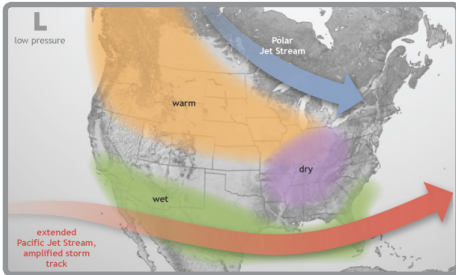 L
low pressure
Polar
Jet Stream
warm
dry
wet
extended
Pacific Jet Stream,
amplified storm
track